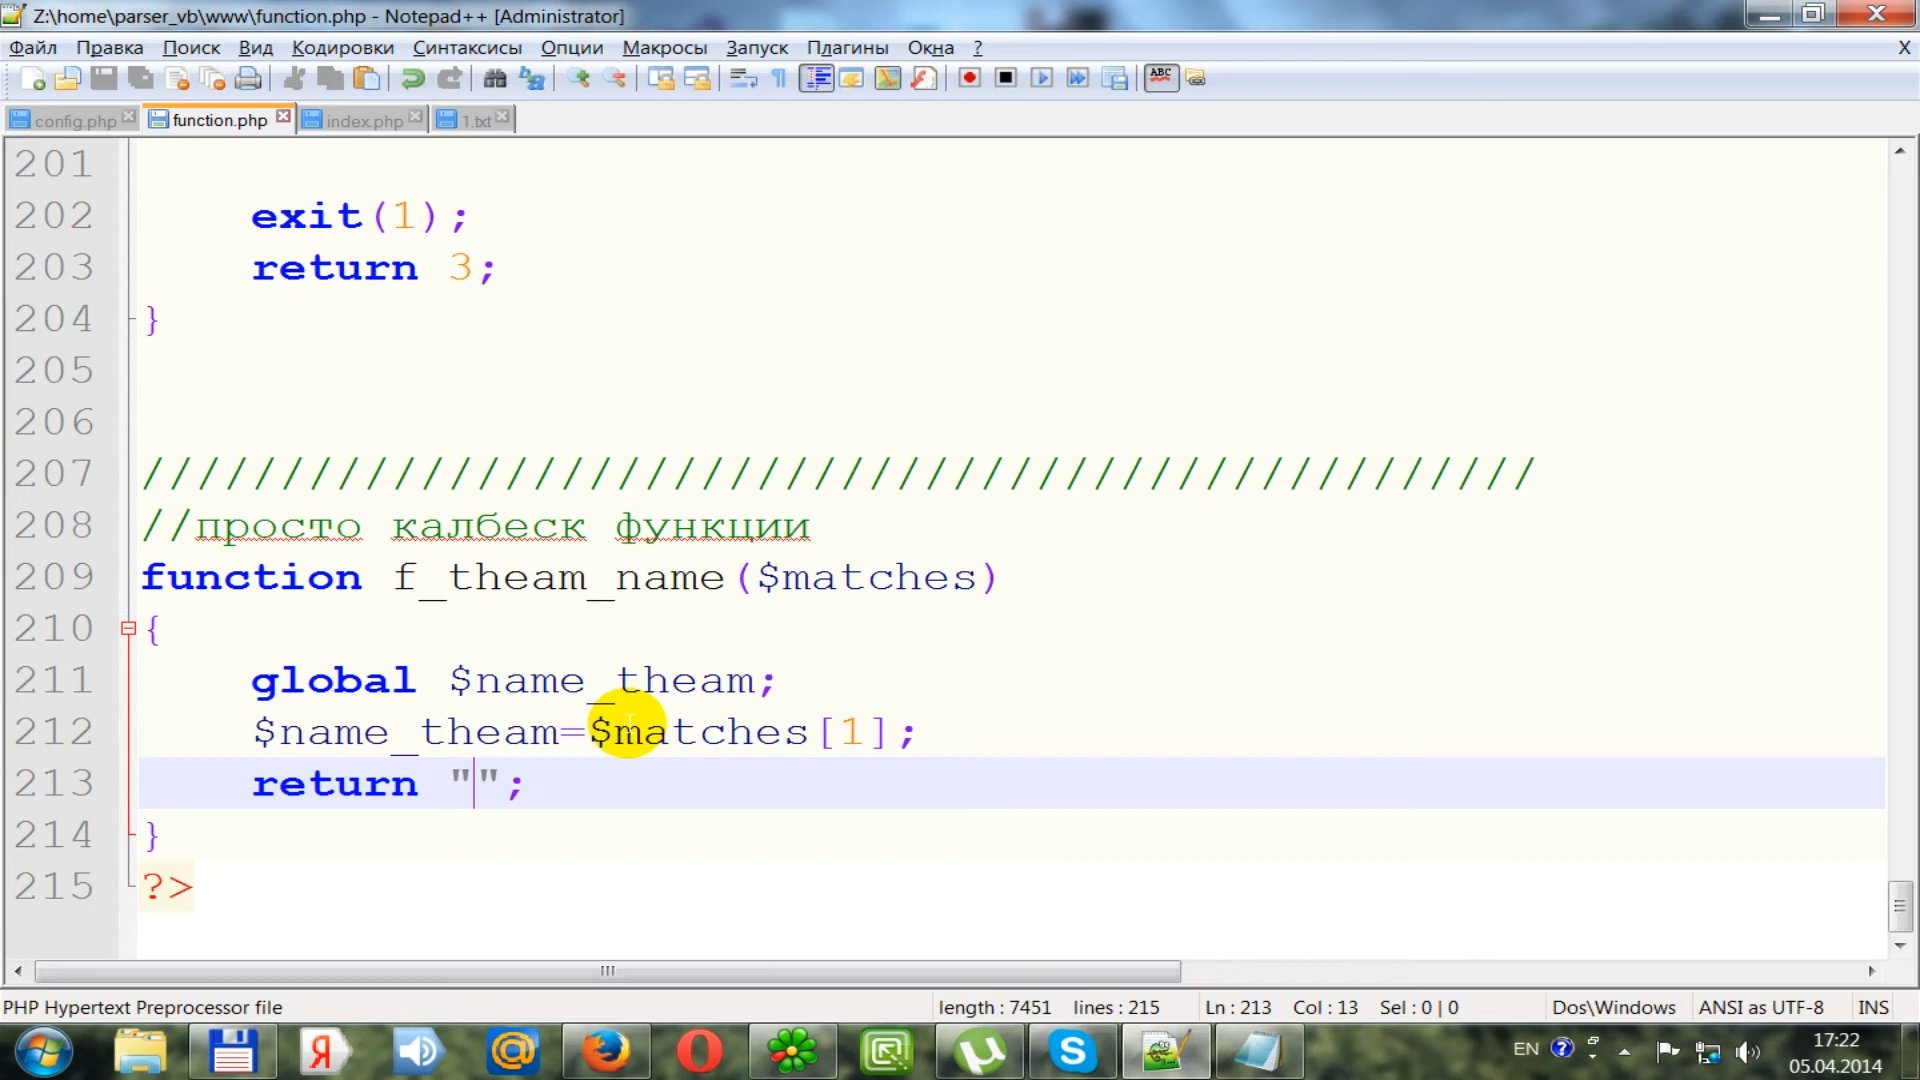 Z:\home\parser_vb\www\function.php - Notepad++ [Administrator]
Файл Правка Поиск Вид Кодировки Синтаксисы Опции Макросы Запуск Плагины Окна ? X
ABC
config.php function.php index.php 1.txt
201
202 exit(1);
203 return 3;
204 }
205
206
207 //////////////////////////////////////////////////
208 //просто калбеск функции
209 function f_theam_name($matches)
210 {
211 global $name_theam;
212 $name_theam=$matches[1];
213 return "";
214 }
215 ?>
PHP Hypertext Preprocessor file length : 7451 lines : 215 Ln : 213 Col : 13 Sel : 0 | 0 Dos\Windows ANSI as UTF-8 INS
EN 17:22
05.04.2014